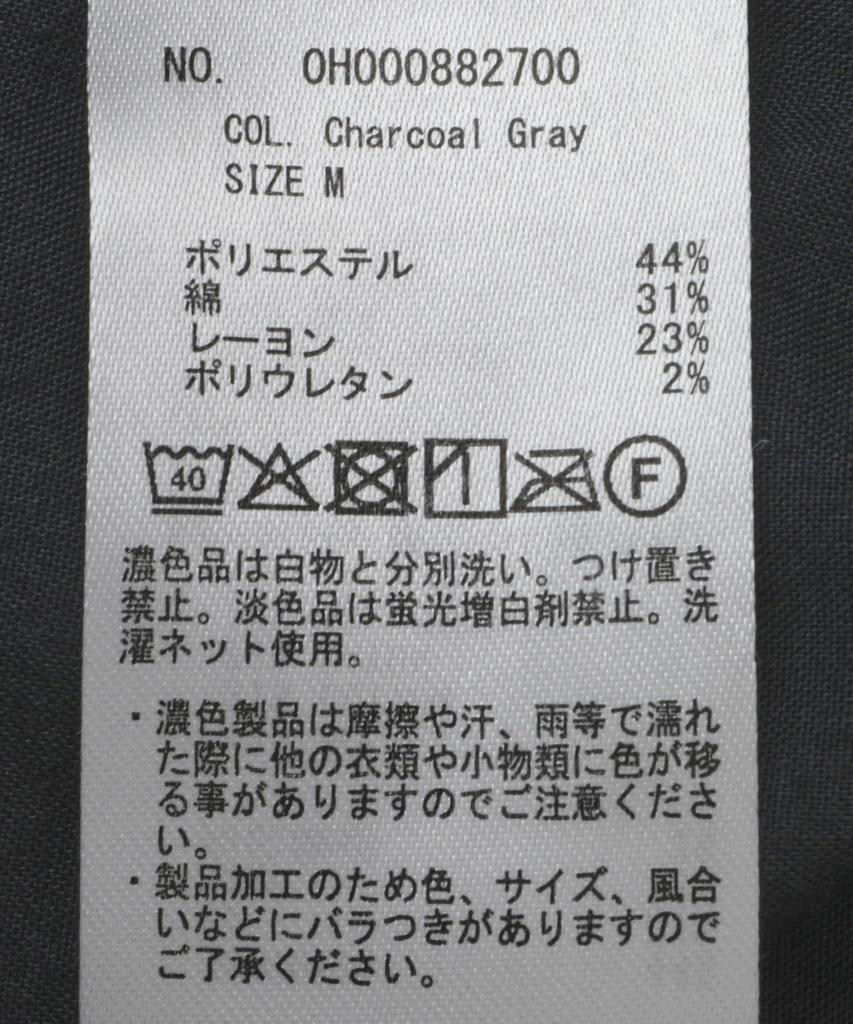 NO. OH000882700
COL. Charcoal Gray
SIZE M
ポリエステル 44%
綿 31%
レーヨン 23%
ポリウレタン 2%
40 F
濃色品は白物と分別洗い。つけ置き
禁止。淡色品は蛍光増白剤禁止。洗
濯ネット使用。
・濃色製品は摩擦や汗、雨等で濡れ
た際に他の衣類や小物類に色が移
る事がありますのでご注意くださ
い。
・製品加工のため色、サイズ、風合
いなどにバラつきがありますので
ご了承ください。